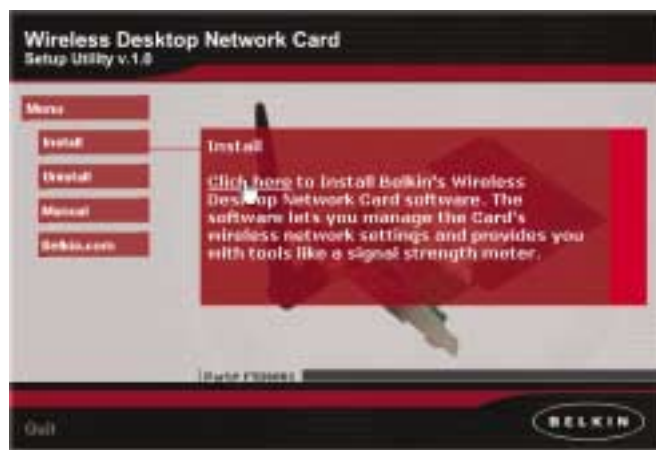 Wireless Desktop Network Card
Setup Utility v.1.0
Menu
Install
Uninstall
Manual
Belkin.com
Install
Click here to Install Belkin's Wireless
Desktop Network Card software. The
software lets you manage the Card's
wireless network settings and provides you
with tools like a signal strength meter.
Part#
Quit
BELKIN